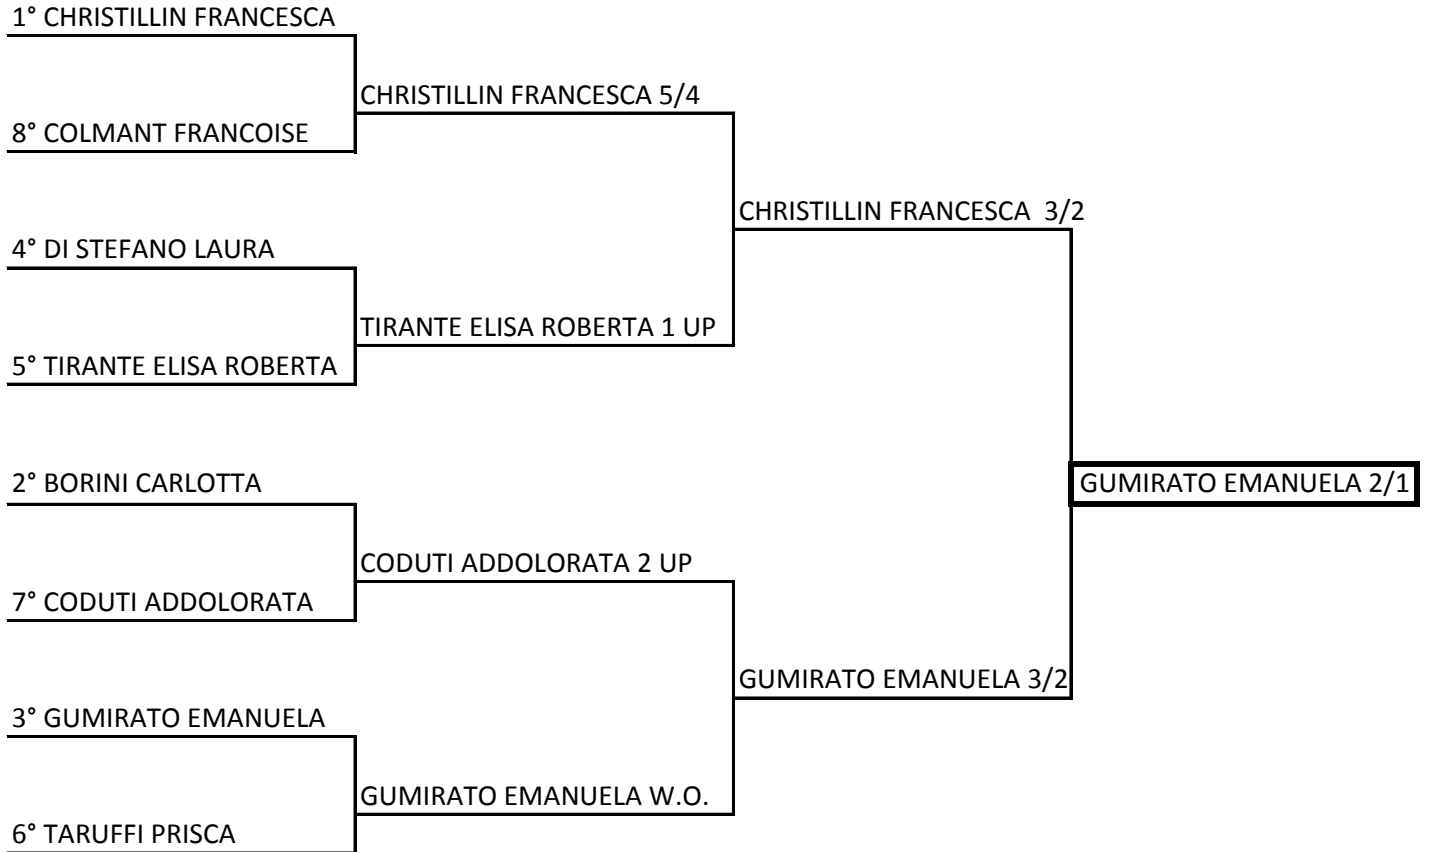 1° CHRISTILLIN FRANCESCA
CHRISTILLIN FRANCESCA 5/4
8° COLMANT FRANCOISE
CHRISTILLIN FRANCESCA  3/2
4° DI STEFANO LAURA
TIRANTE ELISA ROBERTA 1 UP
5° TIRANTE ELISA ROBERTA
2° BORINI CARLOTTA
GUMIRATO EMANUELA 2/1
CODUTI ADDOLORATA 2 UP
7° CODUTI ADDOLORATA
GUMIRATO EMANUELA 3/2
3° GUMIRATO EMANUELA
GUMIRATO EMANUELA W.O.
6° TARUFFI PRISCA